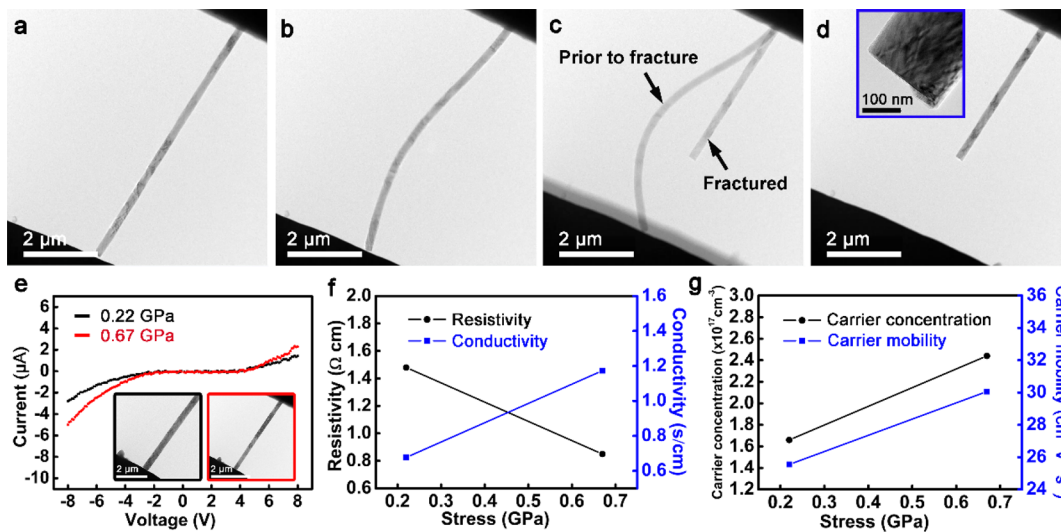 a
2 μm
b
2 μm
c
Prior to fracture
Fractured
2 μm
d
100 nm
2 μm
e
0.22 GPa
0.67 GPa
Current (μA)
6
4
2
0
-2
-4
-6
-8
-10
2 μm
2 μm
-8 -6 -4 -2 0 2 4 6 8
Voltage (V)
f
Resistivity
Conductivity
Resistivity (Ω cm)
2.0
1.8
1.6
1.4
1.2
1.0
0.8
0.6
Conductivity (s/cm)
1.6
1.4
1.2
1.0
0.8
0.6
0.2 0.3 0.4 0.5 0.6 0.7
Stress (GPa)
g
Carrier concentration
Carrier mobility
Carrier concentration (x10¹⁷cm⁻³)
3.0
2.8
2.6
2.4
2.2
2.0
1.8
1.6
1.4
1.2
36
34
32
30
28
26
24
0.2 0.3 0.4 0.5 0.6 0.7
Stress (GPa)